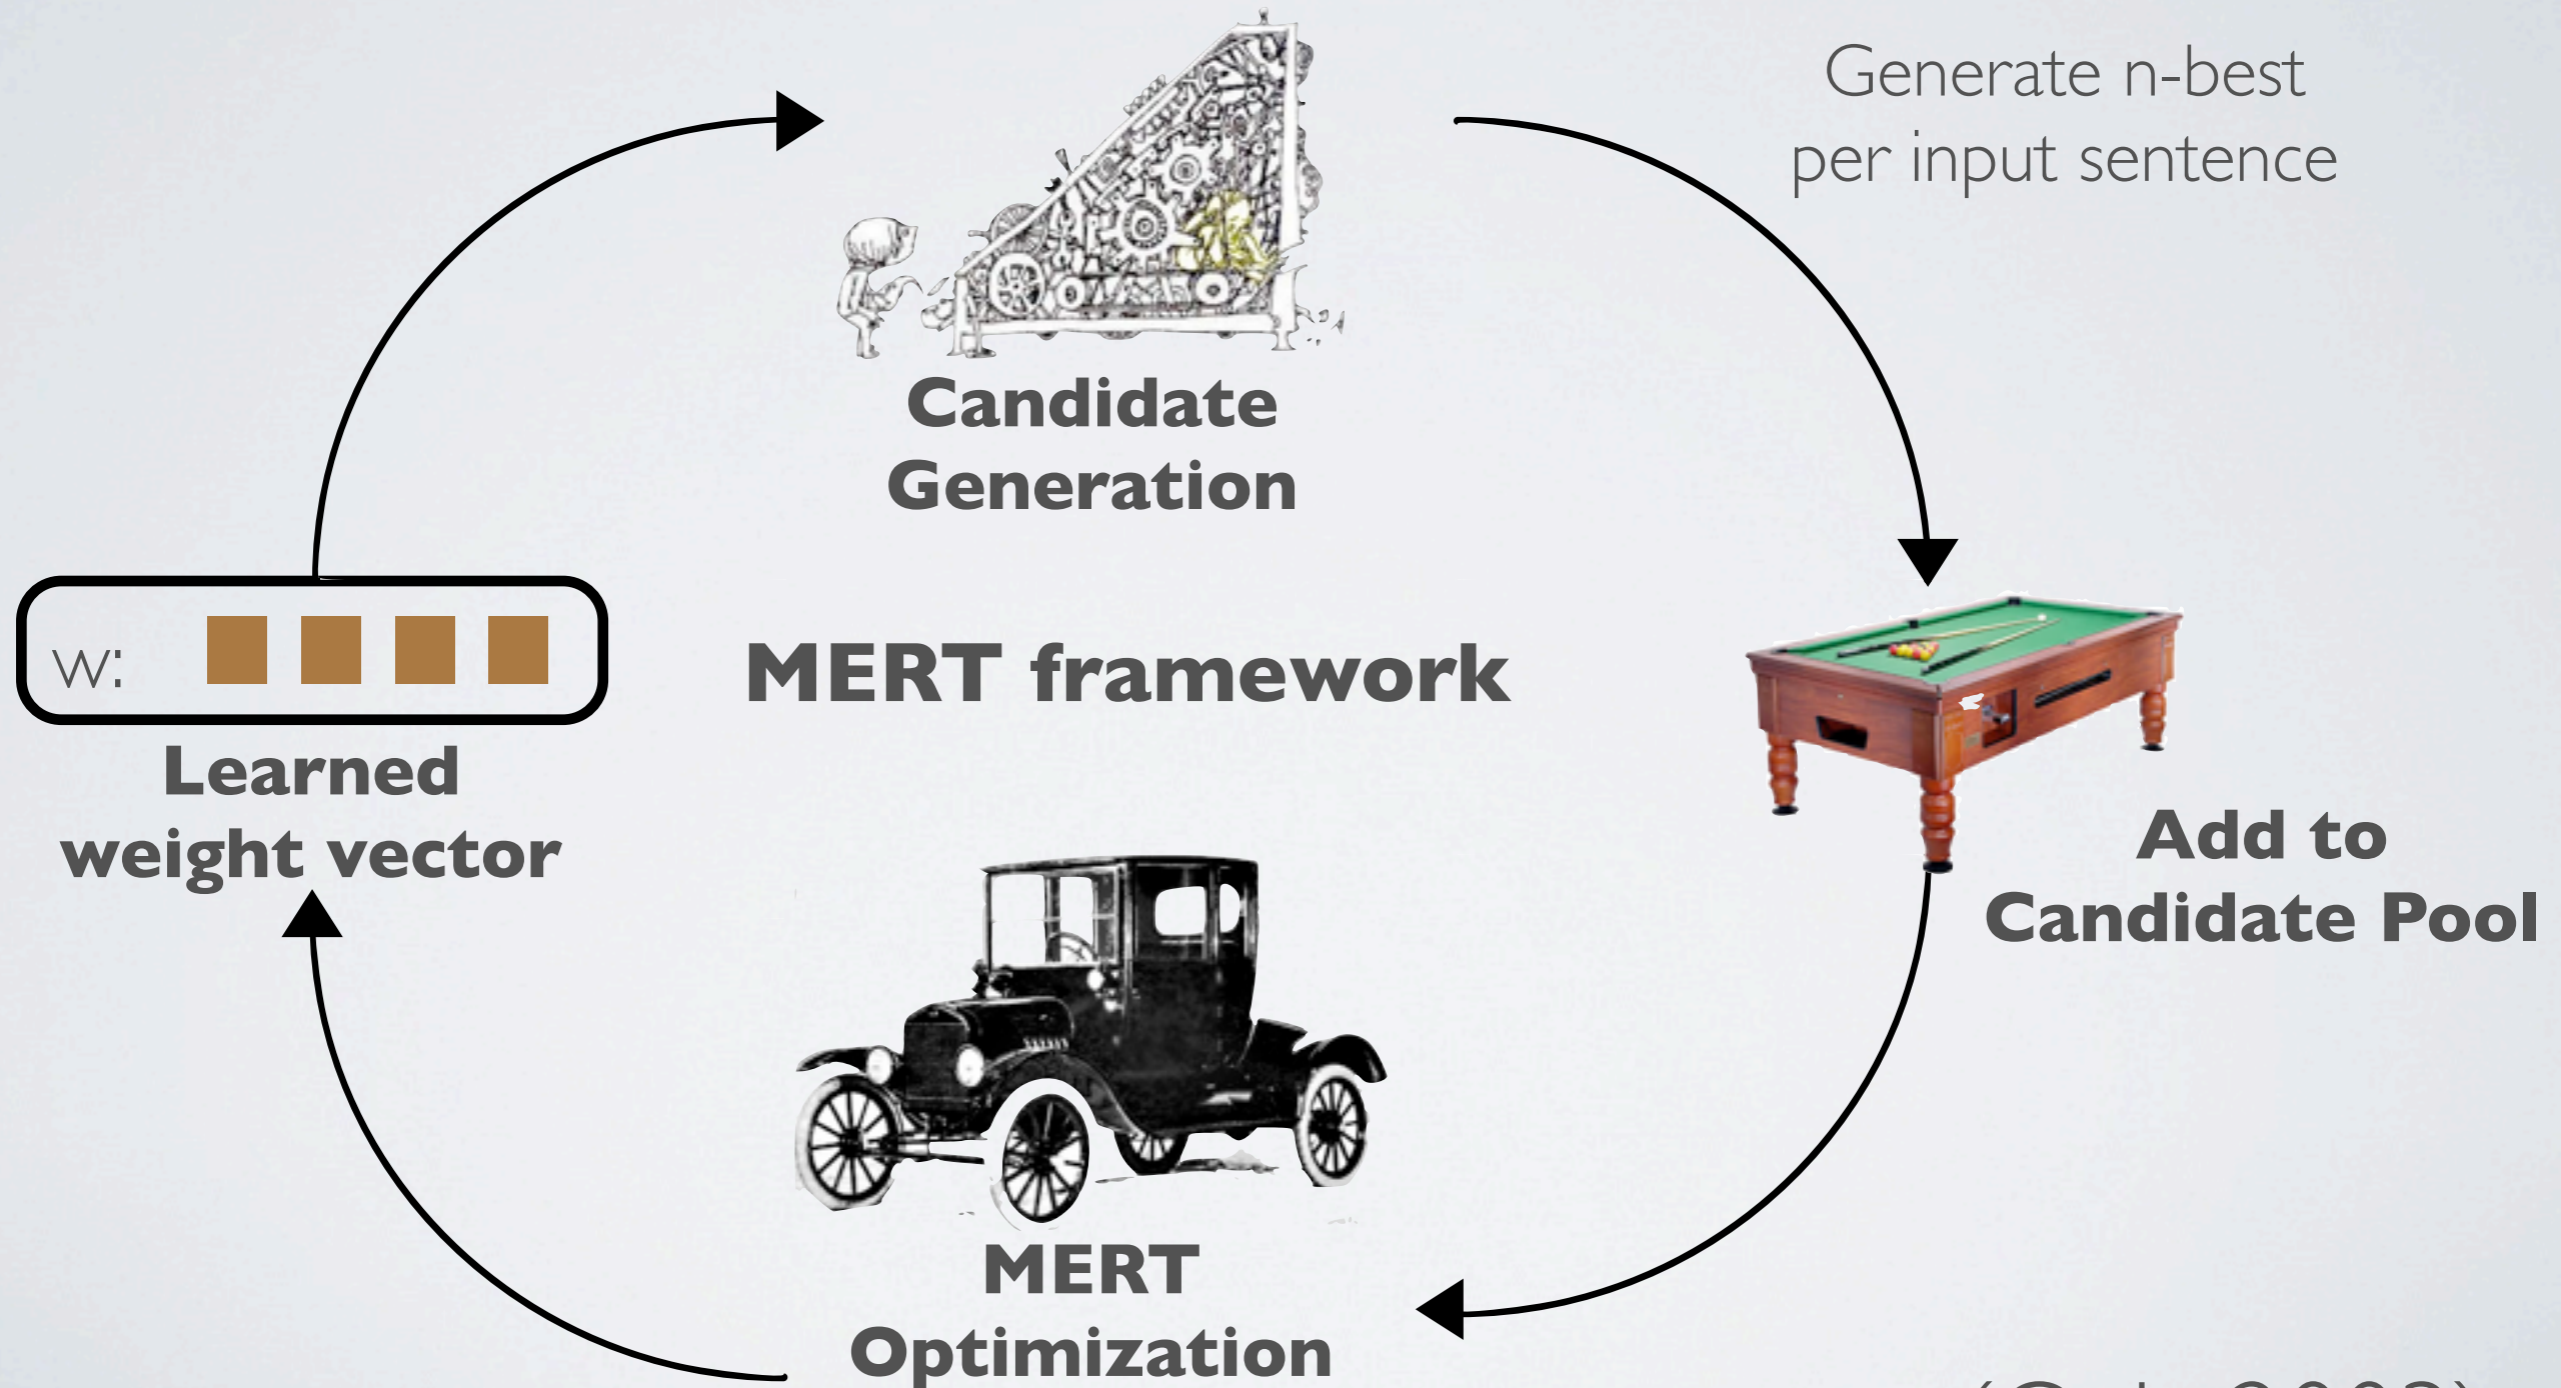 Generate n-best
per input sentence
Candidate
Generation
w:
MERT framework
Learned
weight vector
Add to
Candidate Pool
MERT
Optimization